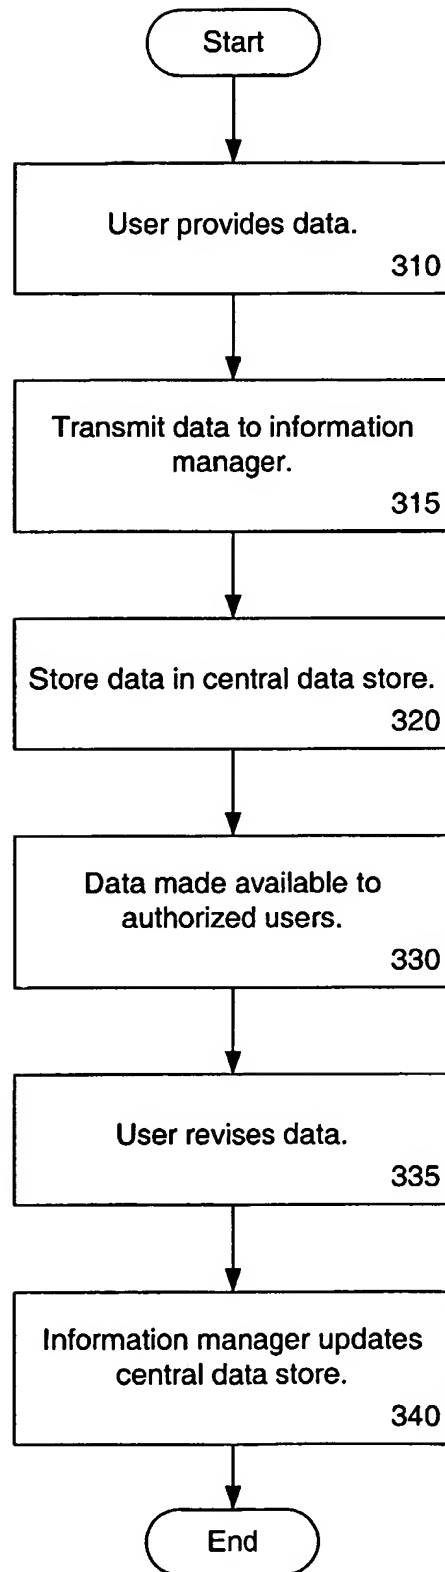 Start
User provides data.
310
Transmit data to information
manager.
315
Store data in central data store.
320
Data made available to
authorized users.
330
User revises data.
335
Information manager updates
central data store.
340
End